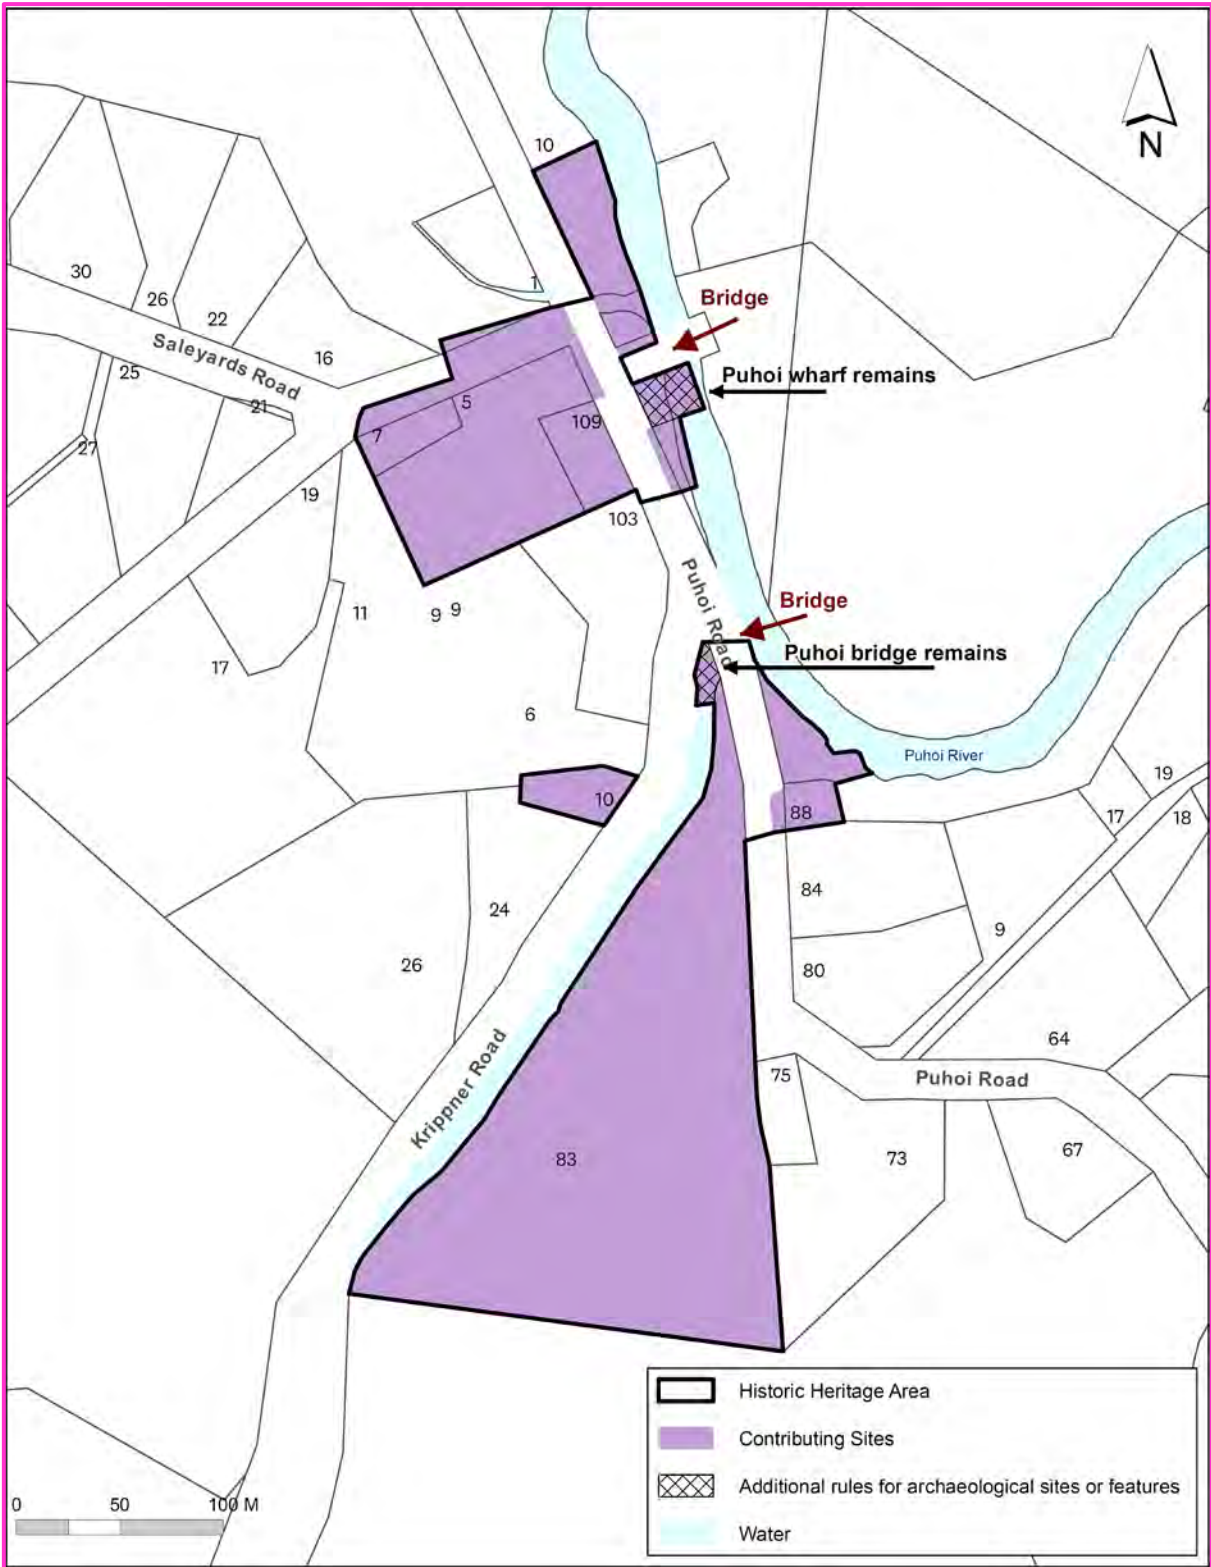 10
N
30
26
22
16
1
Bridge
Saleyards Road
25
21
27
Puhoi wharf remains
5
7
109
19
103
11
9 9
17
Puhoi Road
Bridge
Puhoi bridge remains
6
Puhoi River
10
88
19
17
18
24
84
9
26
80
64
Krippner Road
75
Puhoi Road
83
73
67
Historic Heritage Area
Contributing Sites
Additional rules for archaeological sites or features
Water
0 50 100 M